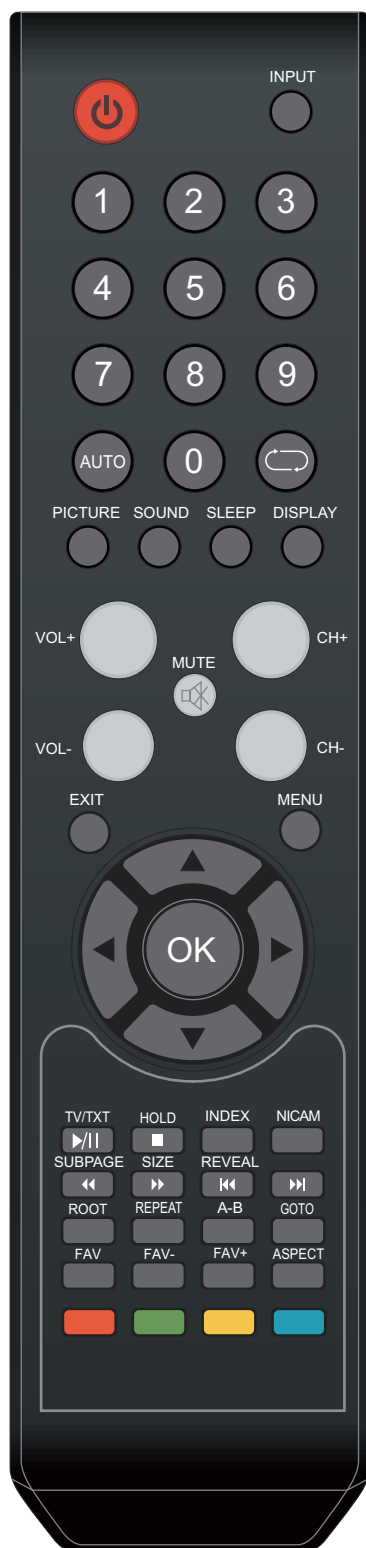 INPUT
1 2 3
4 5 6
7 8 9
AUTO 0
PICTURE SOUND SLEEP DISPLAY
VOL+ CH+
MUTE
VOL- CH-
EXIT MENU
OK
TV/TXT HOLD INDEX NICAM
SUBPAGE SIZE REVEAL
ROOT REPEAT A-B GOTO
FAV FAV- FAV+ ASPECT